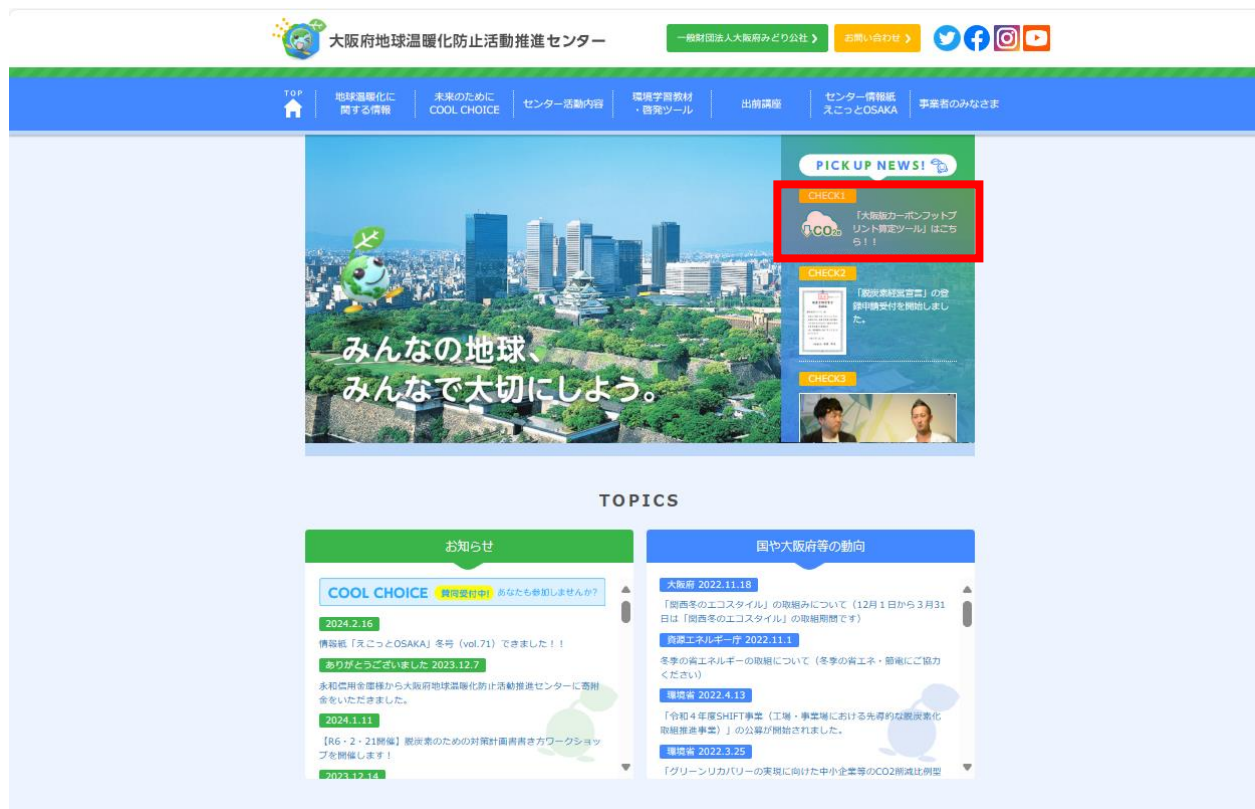 大阪府地球温暖化防止活動推進センター
一般財団法人大阪府みどり公社
お問い合わせ
TOP
地球温暖化に
関する情報
未来のために
COOL CHOICE
センター活動内容
環境学習教材
・啓発ツール
出前講座
センター情報紙
えこっとOSAKA
事業者のみなさま
みんなの地球、
みんなで大切にしよう。
PICK UP NEWS!
CHECK1
CO₂
「大阪版カーボンフットプ
リント算定ツール」はこち
ら！！
CHECK2
「脱炭素経営宣言」の登
録申請受付を開始しまし
た。
CHECK3
TOPICS
お知らせ
COOL CHOICE 賛同受付中! あなたも参加しませんか?
2024.2.16
情報紙「えこっとOSAKA」冬号（vol.71）できました！！
ありがとうございました 2023.12.7
永和信用金庫様から大阪府地球温暖化防止活動推進センターに寄附
金をいただきました。
2024.1.11
【R6・2・21開催】脱炭素のための対策計画書書き方ワークショッ
プを開催します！
2023.12.14
国や大阪府等の動向
大阪府 2022.11.18
「関西冬のエコスタイル」の取組みについて（12月１日から３月31
日は「関西冬のエコスタイル」の取組期間です）
資源エネルギー庁 2022.11.1
冬季の省エネルギーの取組について（冬季の省エネ・節電にご協力
ください）
環境省 2022.4.13
「令和４年度SHIFT事業（工場・事業場における先導的な脱炭素化
取組推進事業）」の公募が開始されました。
環境省 2022.3.25
「グリーンリカバリーの実現に向けた中小企業等のCO2削減比例型